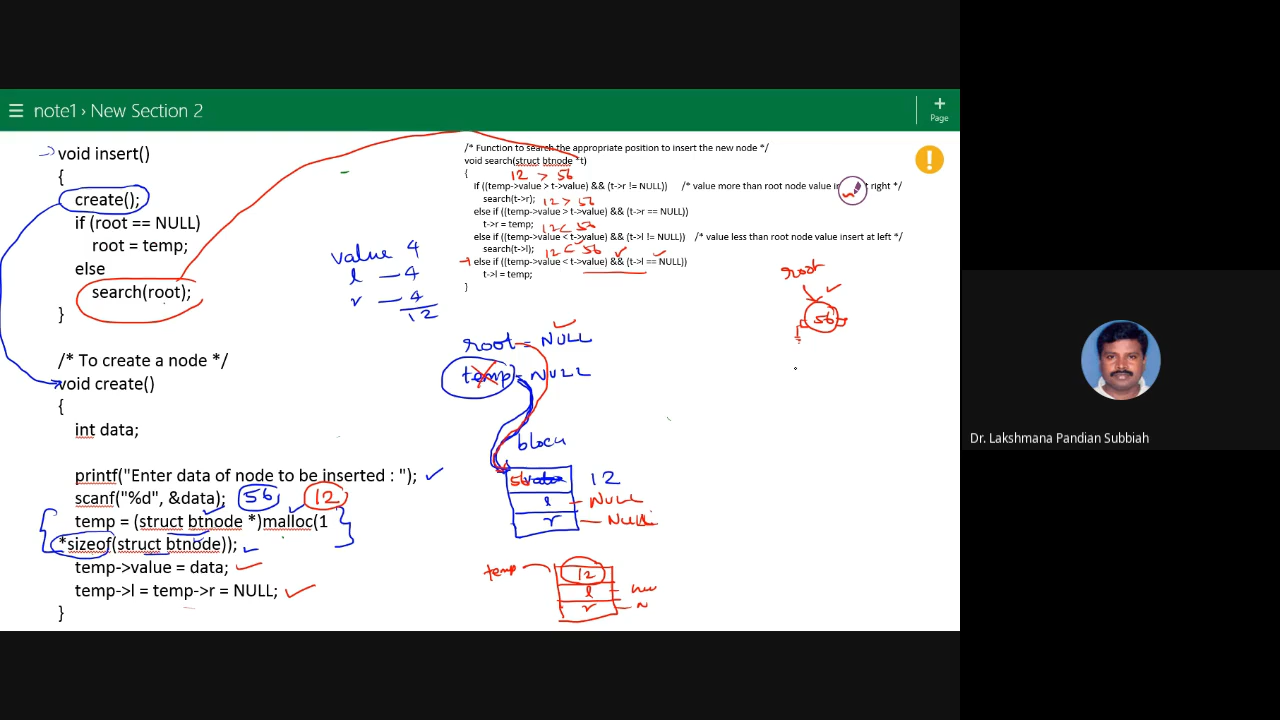 note1 › New Section 2
+
Page
void insert()
{
create();
if (root == NULL)
root = temp;
else
search(root);
}
/* To create a node */
void create()
{
int data;
printf("Enter data of node to be inserted : ");
scanf("%d", &data); 56 12
temp = (struct btnode *)malloc(1
*sizeof(struct btnode));
temp->value = data;
temp->l = temp->r = NULL;
}
value 4
l — 4
r — 4
12
/* Function to search the appropriate position to insert the new node */
void search(struct btnode *t)
{ 12 > 56
if ((temp->value > t->value) && (t->r != NULL)) /* value more than root node value in right */
search(t->r); 12 > 56
else if ((temp->value > t->value) && (t->r == NULL))
t->r = temp; 12 < 56
else if ((temp->value < t->value) && (t->l != NULL)) /* value less than root node value insert at left */
search(t->l); 12 < 56
else if ((temp->value < t->value) && (t->l == NULL))
t->l = temp;
}
root
56
root = NULL
temp = NULL
block
56 12
l — NULL
r — NULL
temp 12
l
r — N
Dr. Lakshmana Pandian Subbiah